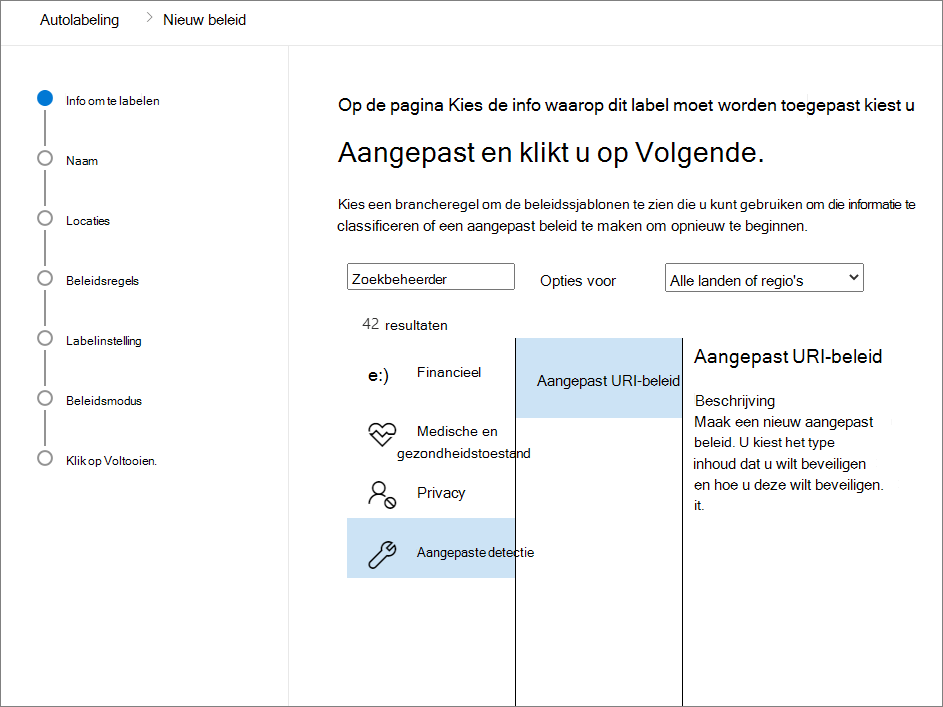 Autolabeling > Nieuw beleid
Info om te labelen
Naam
Locaties
Beleidsregels
Labelinstelling
Beleidsmodus
Klik op Voltooien.
Op de pagina Kies de info waarop dit label moet worden toegepast kiest u
Aangepast en klikt u op Volgende.
Kies een brancheregel om de beleidssjablonen te zien die u kunt gebruiken om die informatie te
classificeren of een aangepast beleid te maken om opnieuw te beginnen.
Zoekbeheerder
Opties voor
Alle landen of regio's
42 resultaten
e:) Financieel
Medische en
gezondheidstoestand
Privacy
Aangepaste detectie
Aangepast URI-beleid
Aangepast URI-beleid
Beschrijving
Maak een nieuw aangepast
beleid. U kiest het type
inhoud dat u wilt beveiligen
en hoe u deze wilt beveiligen.
it.